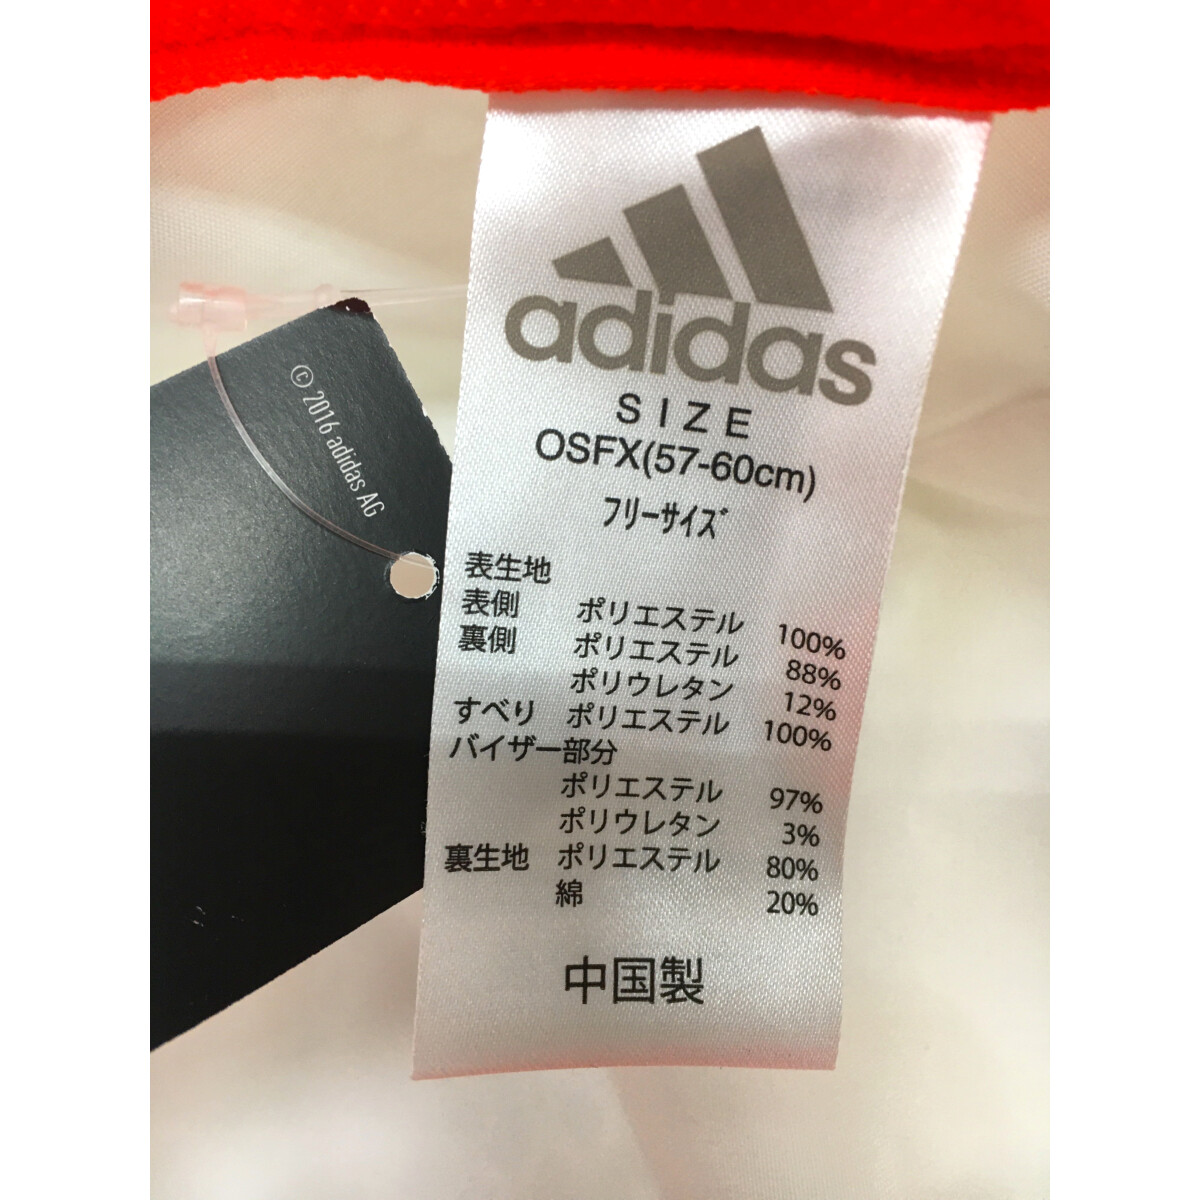 adidas
SIZE
OSFX(57-60cm)
フリーサイズ
表生地
表側 ポリエステル 100%
裏側 ポリエステル 88%
ポリウレタン 12%
すべり ポリエステル 100%
バイザー部分
ポリエステル 97%
ポリウレタン 3%
裏生地 ポリエステル 80%
綿 20%
中国製
© 2016 adidas AG